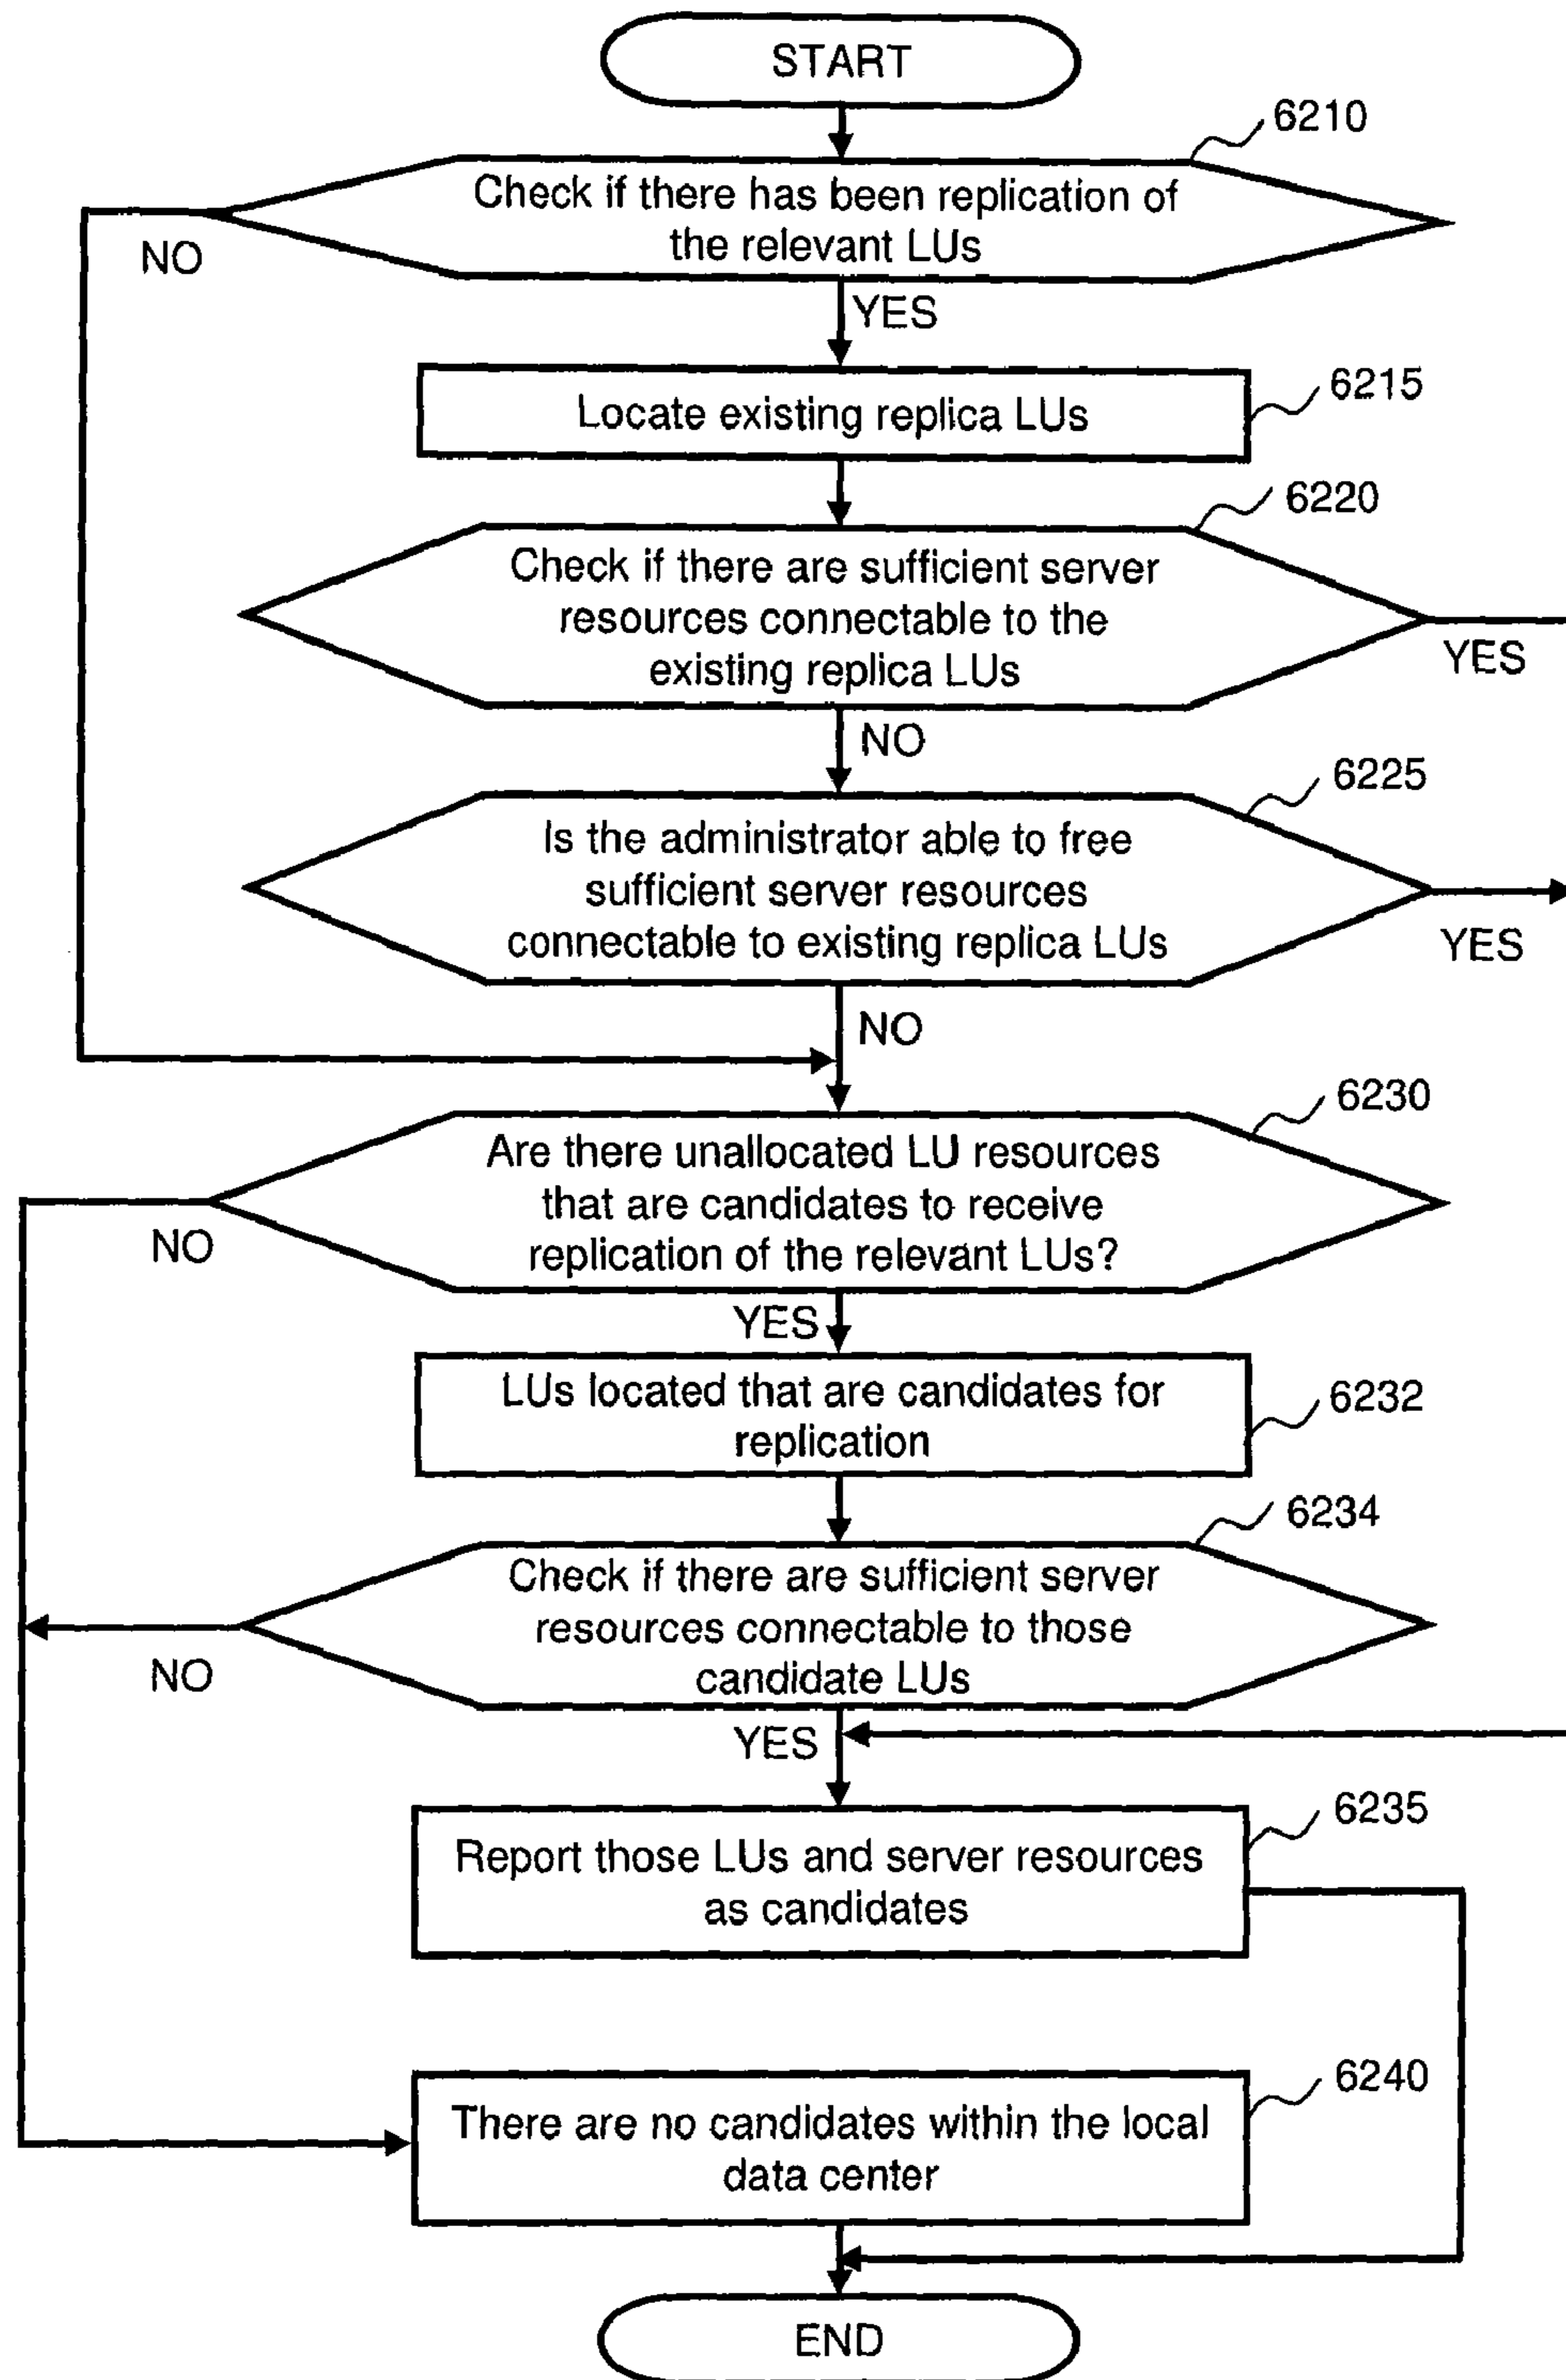 START
6210
Check if there has been replication of
the relevant LUs
NO
YES
6215
Locate existing replica LUs
6220
Check if there are sufficient server
resources connectable to the
existing replica LUs
YES
NO
6225
Is the administrator able to free
sufficient server resources
connectable to existing replica LUs
YES
NO
6230
Are there unallocated LU resources
that are candidates to receive
replication of the relevant LUs?
NO
YES
6232
LUs located that are candidates for
replication
6234
Check if there are sufficient server
resources connectable to those
candidate LUs
NO
YES
6235
Report those LUs and server resources
as candidates
6240
There are no candidates within the local
data center
END